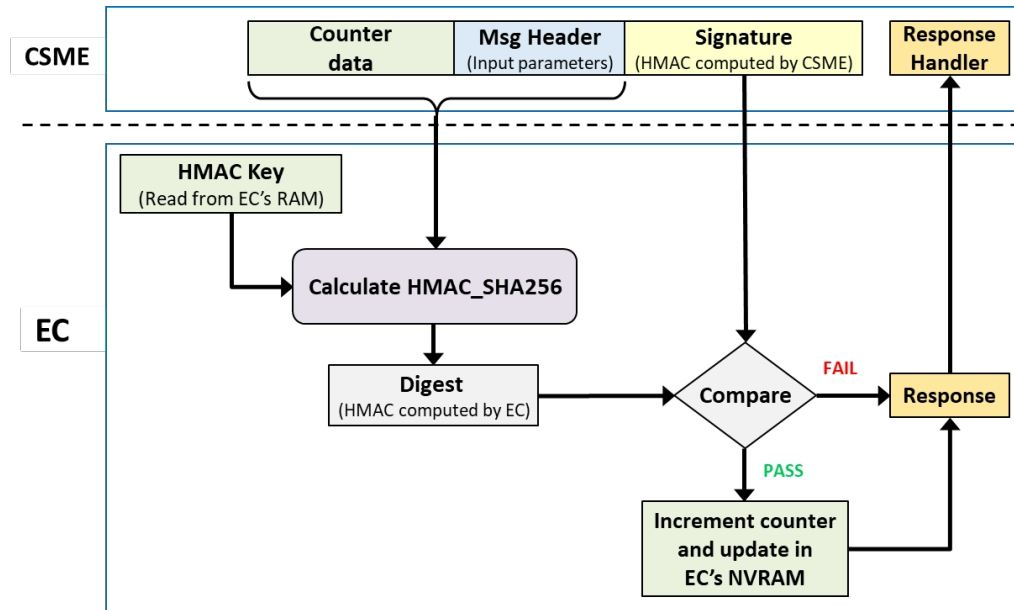 CSME
Counter
data
Msg Header
(Input parameters)
Signature
(HMAC computed by CSME)
Response
Handler
HMAC Key
(Read from EC's RAM)
Calculate HMAC_SHA256
EC
Digest
(HMAC computed by EC)
Compare
FAIL
Response
PASS
Increment counter
and update in
EC's NVRAM